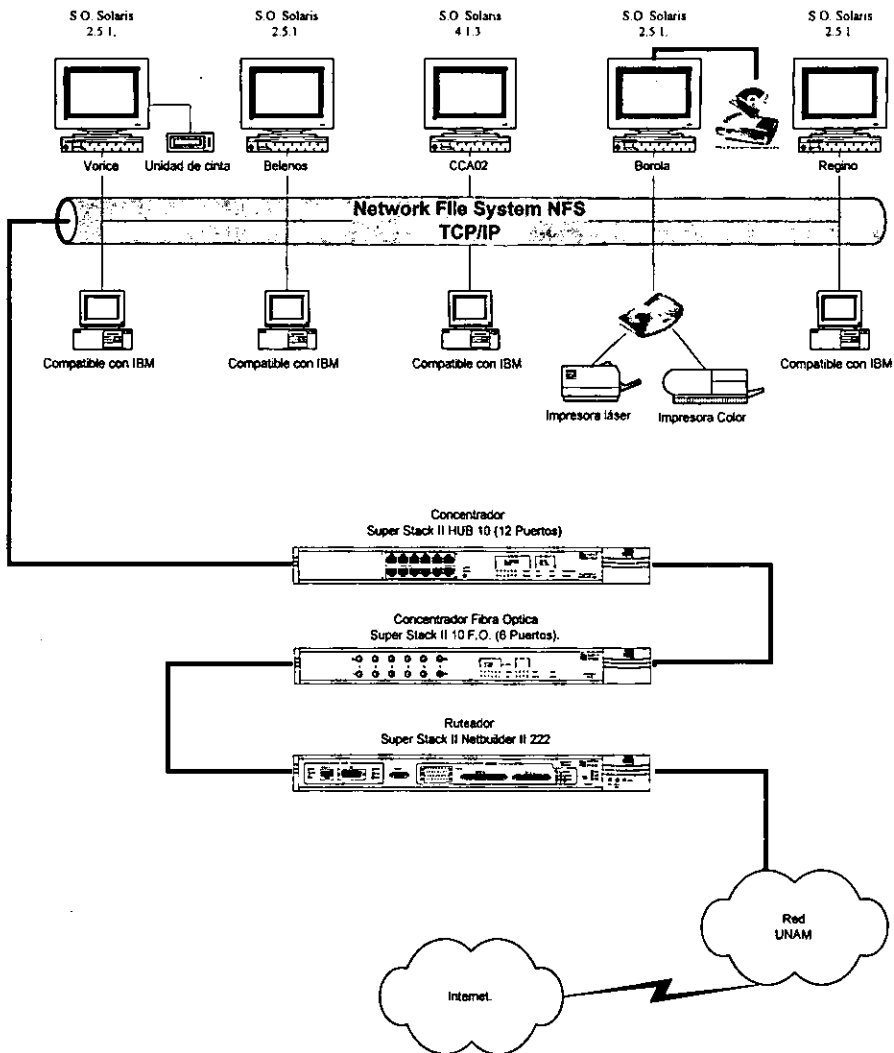 S.O. Solaris
2.5 1.
S.O. Solaris
2.5.1
S.O Solaris
4 1.3
S.O. Solaris
2.5 1.
S.O. Solaris
2.5 1
Vorice
Unidad de cinta
Belenos
CCA02
Borola
Regino
Network File System NFS
TCP/IP
Compatible con IBM
Compatible con IBM
Compatible con IBM
Impresora láser
Impresora Color
Compatible con IBM
Concentrador
Super Stack II HUB 10 (12 Puertos)
Concentrador Fibra Optica
Super Stack II 10 F.O. (6 Puertos).
Ruteador
Super Stack II Netbuilder II 222
Red
UNAM
Internet.